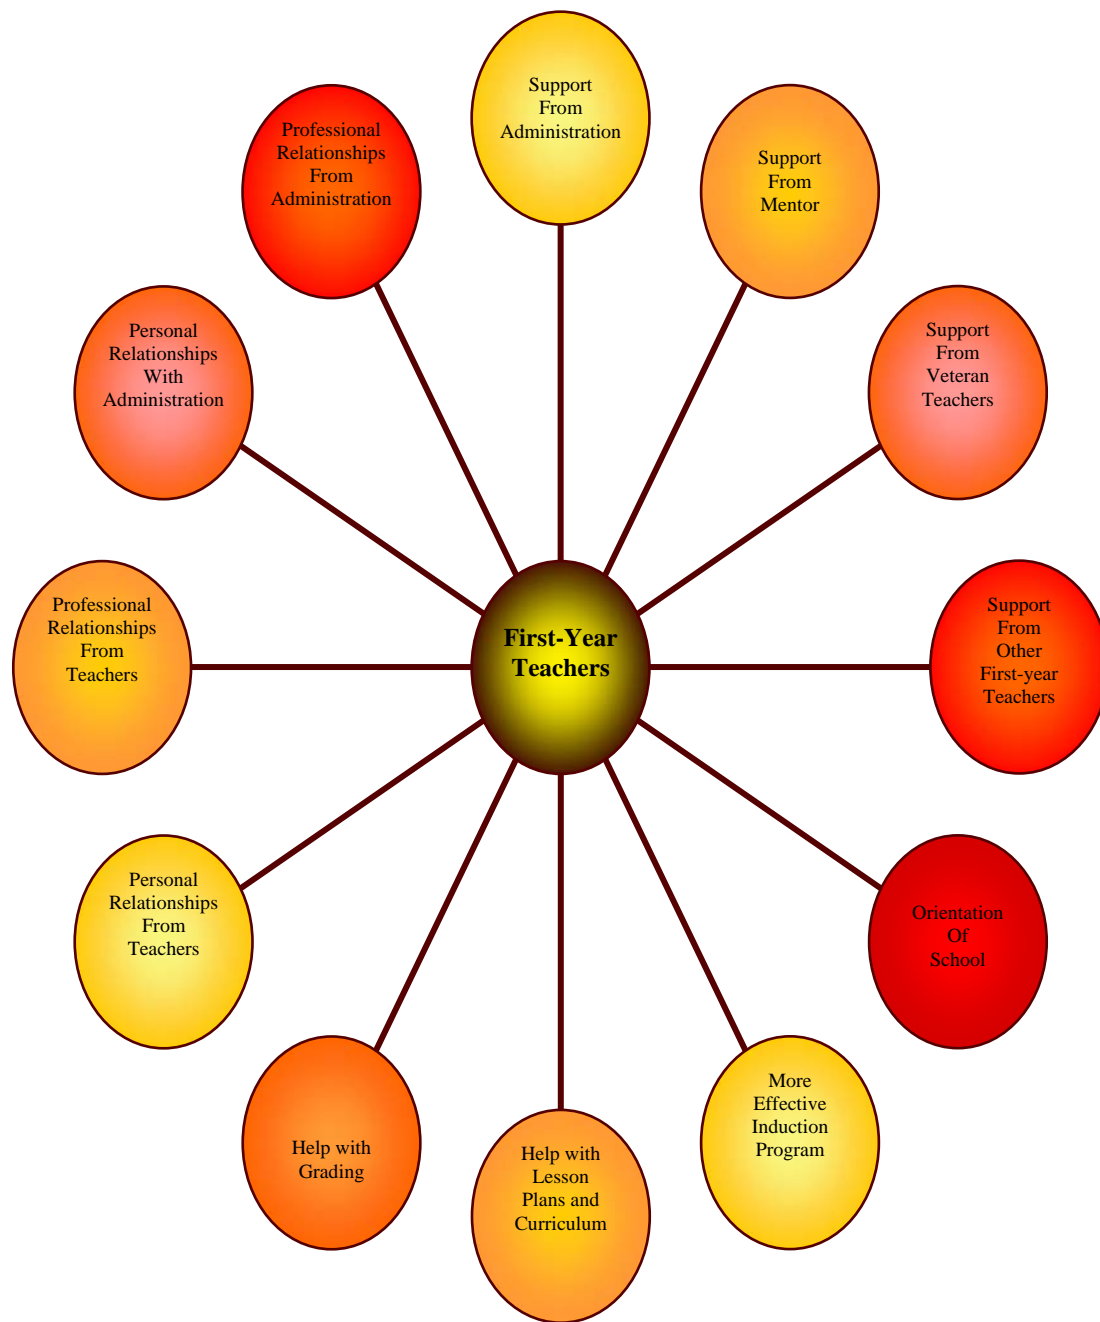 Support
From
Administration
Support
From
Mentor
Support
From
Veteran
Teachers
Support
From
Other
First-year
Teachers
Orientation
Of
School
More
Effective
Induction
Program
Help with
Lesson
Plans and
Curriculum
Help with
Grading
Personal
Relationships
From
Teachers
Professional
Relationships
From
Teachers
Personal
Relationships
With
Administration
Professional
Relationships
From
Administration
First-Year
Teachers